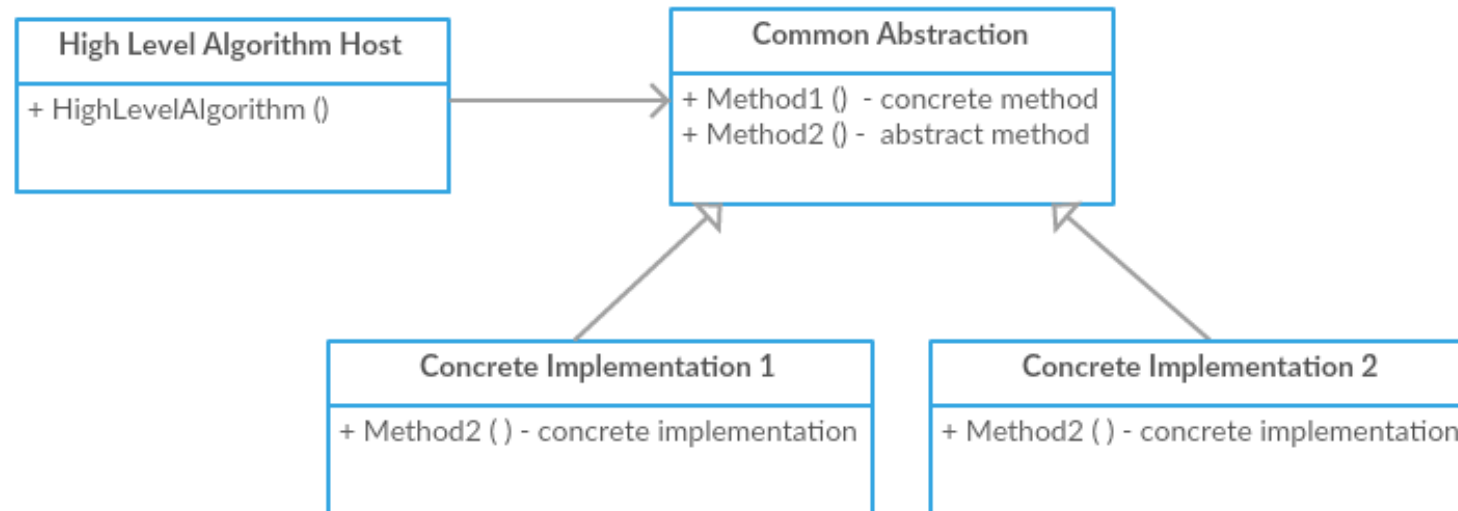 High Level Algorithm Host
+ HighLevelAlgorithm ()
Common Abstraction
+ Method1 () - concrete method
+ Method2 () - abstract method
Concrete Implementation 1
+ Method2 ( ) - concrete implementation
Concrete Implementation 2
+ Method2 ( ) - concrete implementation